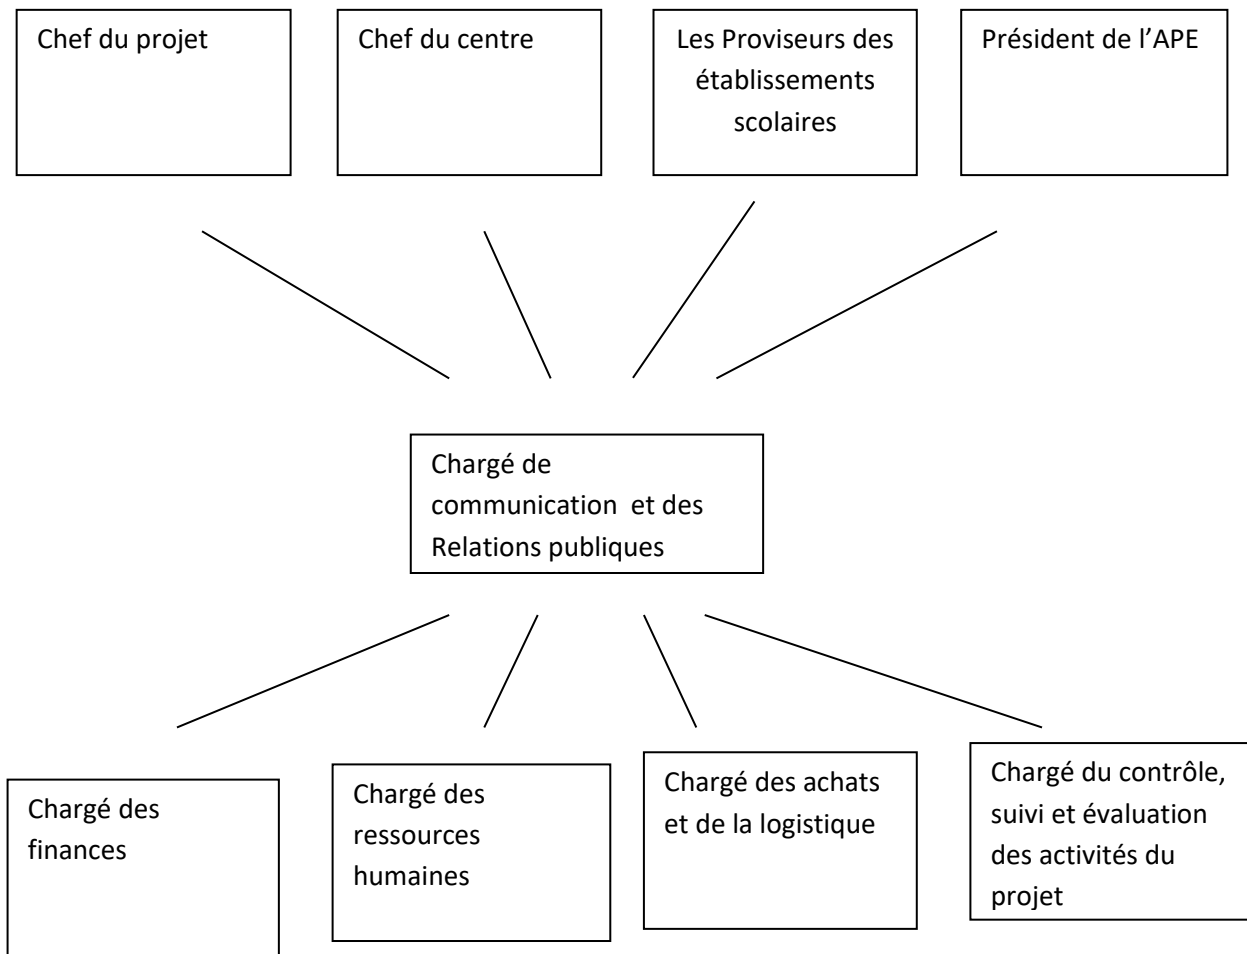 Chef du projet
Chef du centre
Les Proviseurs des
établissements
scolaires
Président de l’APE
Chargé de
communication  et des
Relations publiques
Chargé des
finances
Chargé des
ressources
humaines
Chargé des achats
et de la logistique
Chargé du contrôle,
suivi et évaluation
des activités du
projet